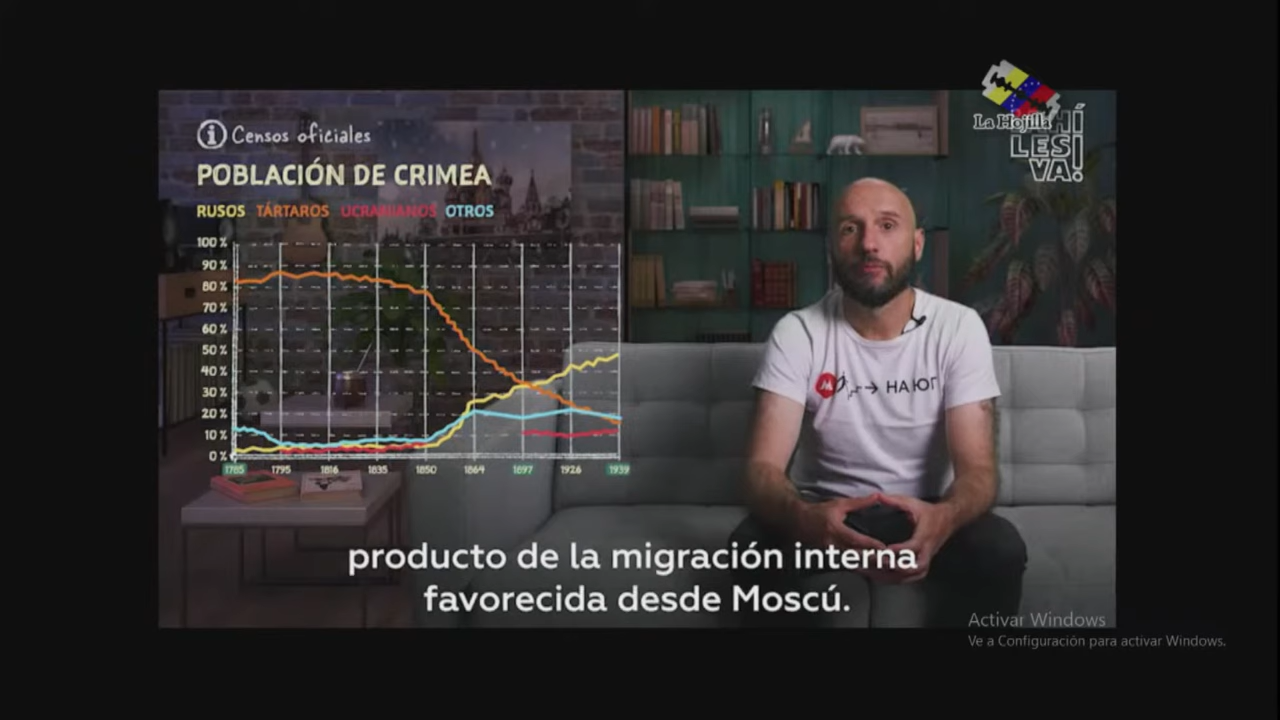 Censos oficiales
POBLACIÓN DE CRIMEA
RUSOS TÁRTAROS UCRANIANOS OTROS
100 %
90 %
80 %
70 %
60 %
50 %
40 %
30 %
20 %
10 %
0 %
1785 1795 1816 1835 1850 1864 1897 1926 1939
La Hojilla
LES
VA!
НА ЮГ
producto de la migración interna
favorecida desde Moscú.
Activar Windows
Ve a Configuración para activar Windows.